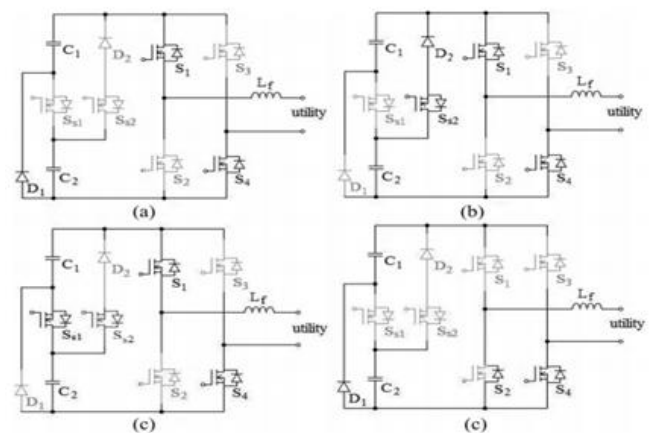 C1 D2 S1 S3
Lf
Ss1 Ss2 utility
C2 S2 S4
D1
(a)
C1 D2 S1 S3
Lf
Ss1 Ss2 utility
C2 S2 S4
D1
(b)
C1 D2 S1 S3
Lf
Ss1 Ss2 utility
C2 S2 S4
D1
(c)
C1 D2 S1 S3
Lf
Ss1 Ss2 utility
C2 S2 S4
D1
(c)